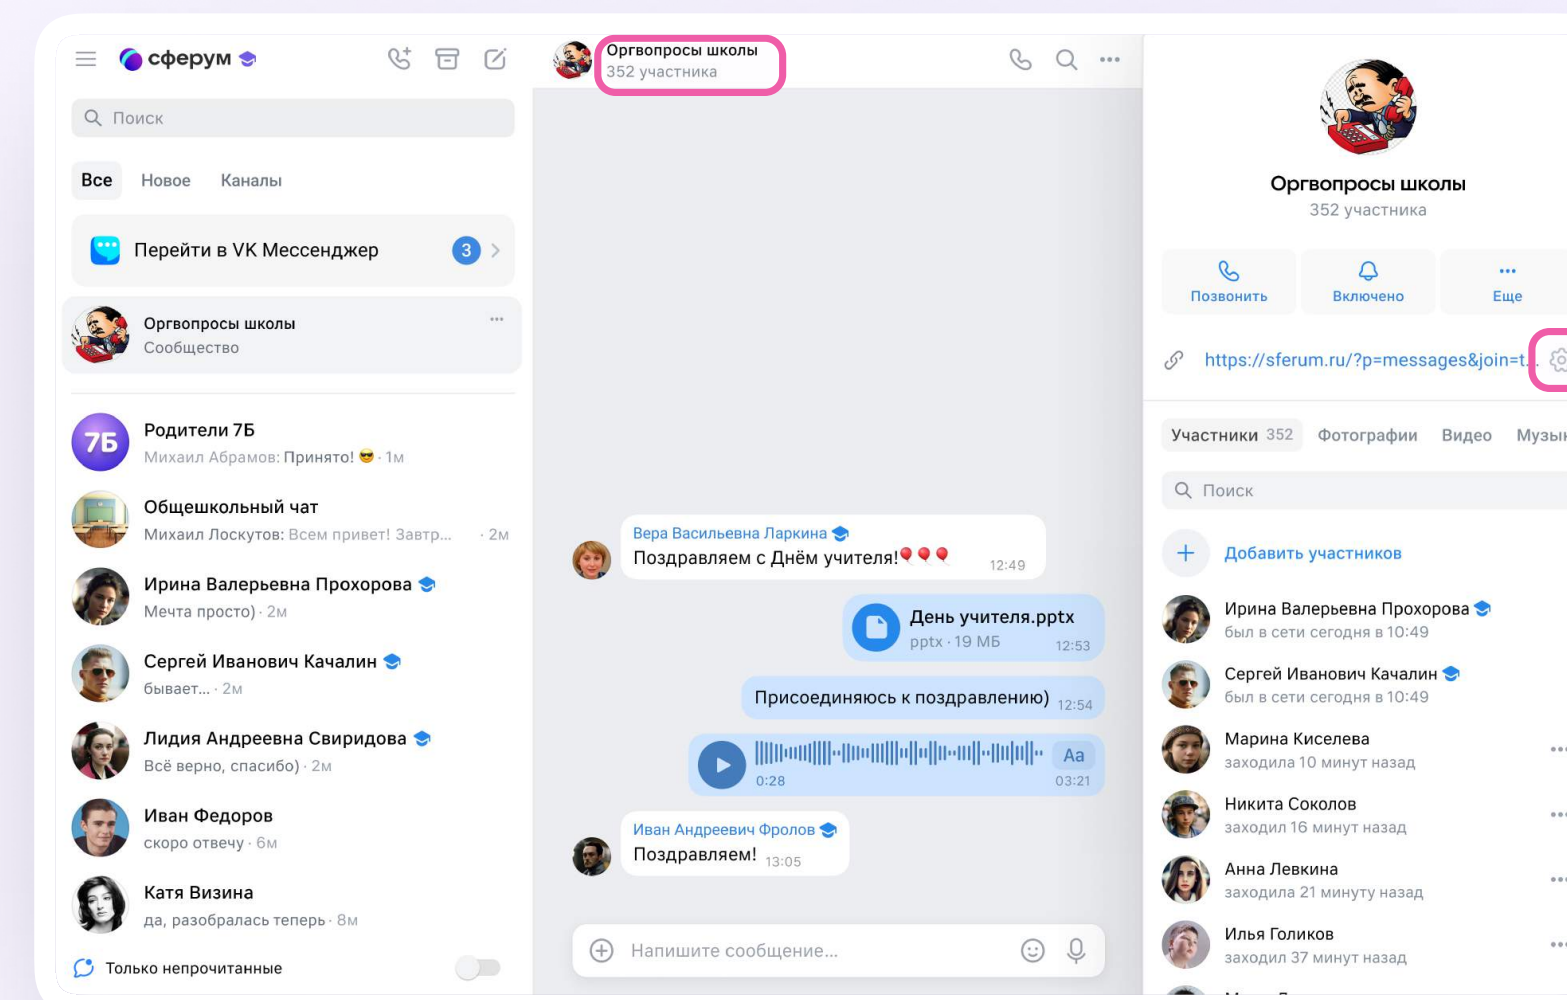 сферум
Поиск
Все
Новое
Каналы
Перейти в VK Мессенджер
3
Оргвопросы школы
Сообщество
7Б
Родители 7Б
Михаил Абрамов: Принято! 😎 · 1м
Общешкольный чат
Михаил Лоскутов: Всем привет! Завтр... · 2м
Ирина Валерьевна Прохорова
Мечта просто) · 2м
Сергей Иванович Качалин
бывает... · 2м
Лидия Андреевна Свиридова
Всё верно, спасибо) · 2м
Иван Федоров
скоро отвечу · 6м
Катя Визина
да, разобралась теперь · 8м
Только непрочитанные
Оргвопросы школы
352 участника
Вера Васильевна Ларкина
Поздравляем с Днём учителя!🎈🎈🎈
12:49
День учителя.pptx
pptx · 19 МБ
12:53
Присоединяюсь к поздравлению)
12:54
Aa
0:28
03:21
Иван Андреевич Фролов
Поздравляем!
13:05
Напишите сообщение...
Оргвопросы школы
352 участника
Позвонить
Включено
Еще
https://sferum.ru/?p=messages&join=t...
Участники 352
Фотографии
Видео
Музык
Поиск
Добавить участников
Ирина Валерьевна Прохорова
был в сети сегодня в 10:49
Сергей Иванович Качалин
был в сети сегодня в 10:49
Марина Киселева
заходила 10 минут назад
Никита Соколов
заходил 16 минут назад
Анна Левкина
заходила 21 минуту назад
Илья Голиков
заходил 37 минут назад